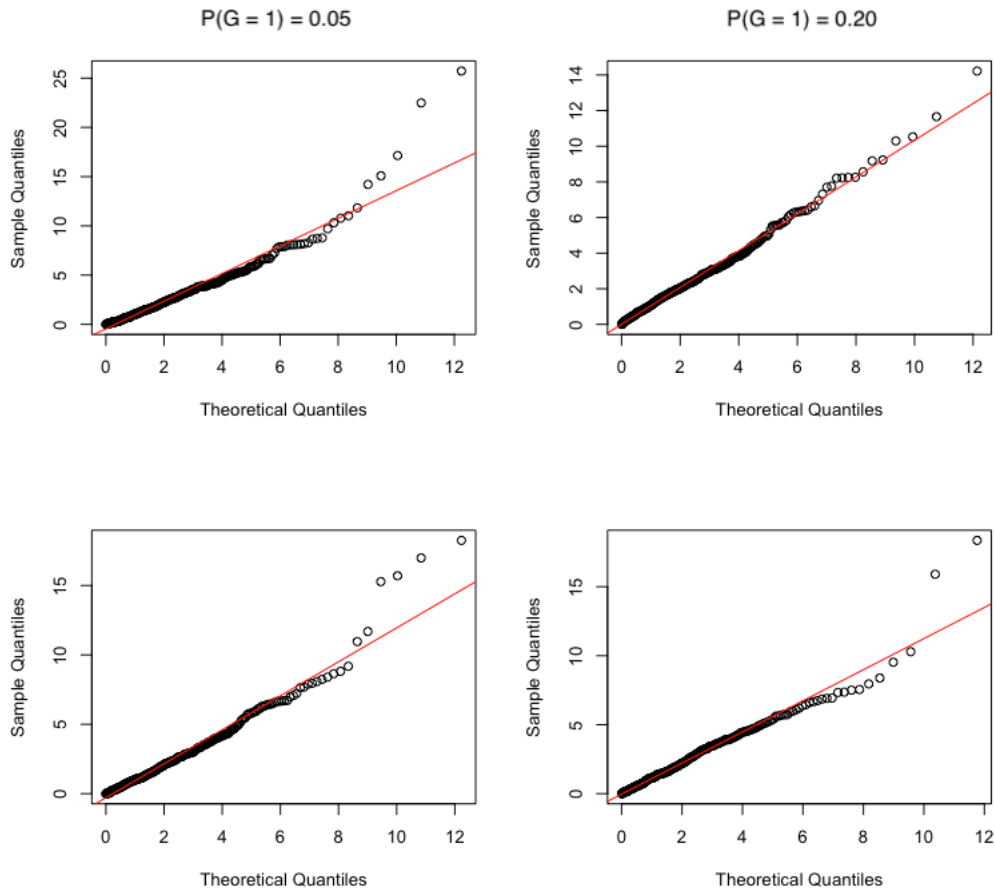 P(G = 1) = 0.05
P(G = 1) = 0.20
Sample Quantiles
25
20
15
10
5
0
0 2 4 6 8 10 12
Theoretical Quantiles
Sample Quantiles
14
12
10
8
6
4
2
0
0 2 4 6 8 10 12
Theoretical Quantiles
Sample Quantiles
15
10
5
0
0 2 4 6 8 10 12
Theoretical Quantiles
Sample Quantiles
15
10
5
0
0 2 4 6 8 10 12
Theoretical Quantiles